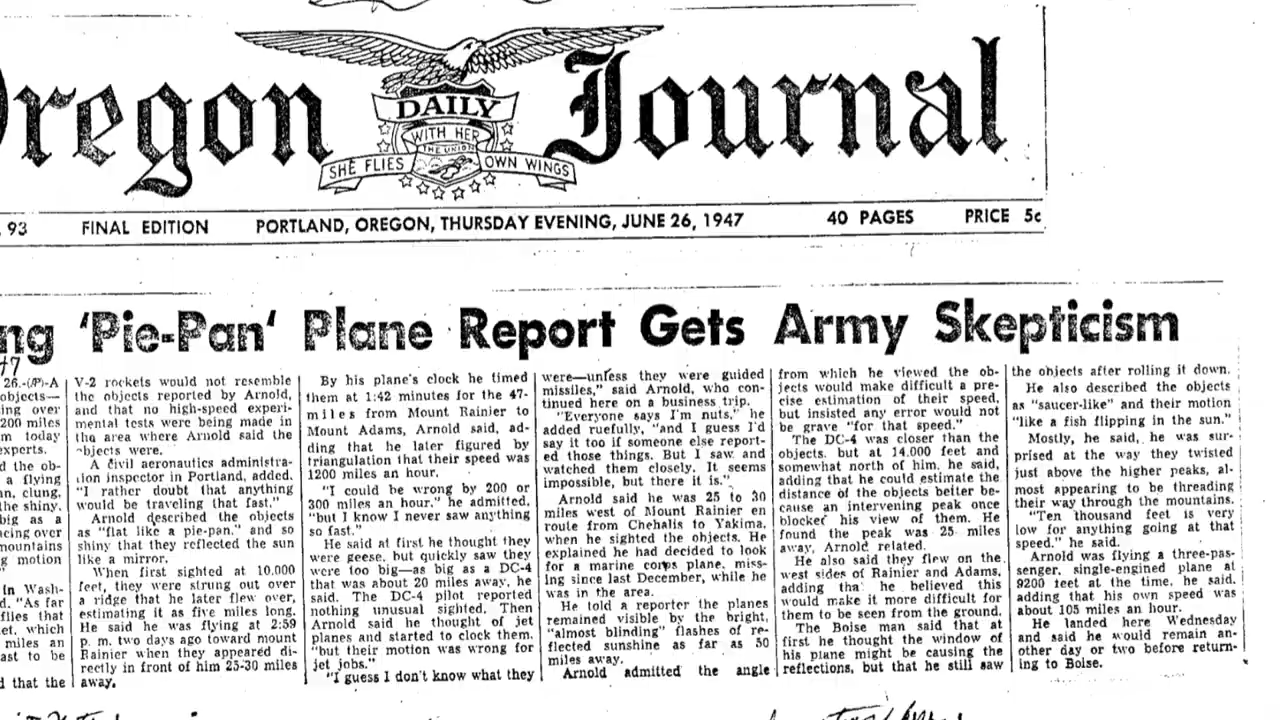 Oregon Journal
DAILY
WITH HER
THE UNION
SHE FLIES OWN WINGS
93 FINAL EDITION PORTLAND, OREGON, THURSDAY EVENING, JUNE 26, 1947 40 PAGES PRICE 5c
ng 'Pie-Pan' Plane Report Gets Army Skepticism
47
26.-(AP)-A
objects—
ing over
200 miles
m today
xperts.
d the ob-
a flying
an, clung,
the shiny,
big as a
acing over
mountains
g motion
"
in Wash-
d. "As far
flies that
et, which
miles an
ast to be
d that the
V-2 rockets would not resemble
the objects reported by Arnold,
and that no high-speed experi-
mental tests were being made in
the area where Arnold said the
objects were.
A civil aeronautics administra-
tion inspector in Portland, added.
"I rather doubt that anything
would be traveling that fast."
Arnold described the objects
as "flat like a pie-pan," and so
shiny that they reflected the sun
like a mirror.
When first sighted at 10,000
feet, they were strung out over
a ridge that he later flew over,
estimating it as five miles long.
He said he was flying at 2:59
p. m. two days ago toward mount
Rainier when they appeared di-
rectly in front of him 25-30 miles
away.
By his plane's clock he timed
them at 1:42 minutes for the 47-
miles from Mount Rainier to
Mount Adams, Arnold said, ad-
ding that he later figured by
triangulation that their speed was
1200 miles an hour.
"I could be wrong by 200 or
300 miles an hour," he admitted,
"but I know I never saw anything
so fast."
He said at first he thought they
were geese, but quickly saw they
were too big—as big as a DC-4
that was about 20 miles away, he
said. The DC-4 pilot reported
nothing unusual sighted. Then
Arnold said he thought of jet
planes and started to clock them,
"but their motion was wrong for
jet jobs."
"I guess I don't know what they
were—unless they were guided
missiles," said Arnold, who con-
tinued here on a business trip.
"Everyone says I'm nuts," he
added ruefully, "and I guess I'd
say it too if someone else report-
ed those things. But I saw and
watched them closely. It seems
impossible, but there it is."
Arnold said he was 25 to 30
miles west of Mount Rainier en
route from Chehalis to Yakima,
when he sighted the objects. He
explained he had decided to look
for a marine corps plane, miss-
ing since last December, while he
was in the area.
He told a reporter the planes
remained visible by the bright,
"almost blinding" flashes of re-
flected sunshine as far as 50
miles away.
Arnold admitted the angle
from which he viewed the ob-
jects would make difficult a pre-
cise estimation of their speed,
but insisted any error would not
be grave "for that speed."
The DC-4 was closer than the
objects, but at 14,000 feet and
somewhat north of him, he said,
adding that he could estimate the
distance of the objects better be-
cause an intervening peak once
blocked his view of them. He
found the peak was 25 miles
away, Arnold related.
He also said they flew on the
west sides of Rainier and Adams,
adding that he believed this
would make it more difficult for
them to be seen from the ground.
The Boise man said that at
first he thought the window of
his plane might be causing the
reflections, but that he still saw
the objects after rolling it down.
He also described the objects
as "saucer-like" and their motion
"like a fish flipping in the sun."
Mostly, he said, he was sur-
prised at the way they twisted
just above the higher peaks, al-
most appearing to be threading
their way through the mountains.
"Ten thousand feet is very
low for anything going at that
speed," he said.
Arnold was flying a three-pas-
senger, single-engined plane at
9200 feet at the time, he said,
adding that his own speed was
about 105 miles an hour.
He landed here Wednesday
and said he would remain an-
other day or two before return-
ing to Boise.